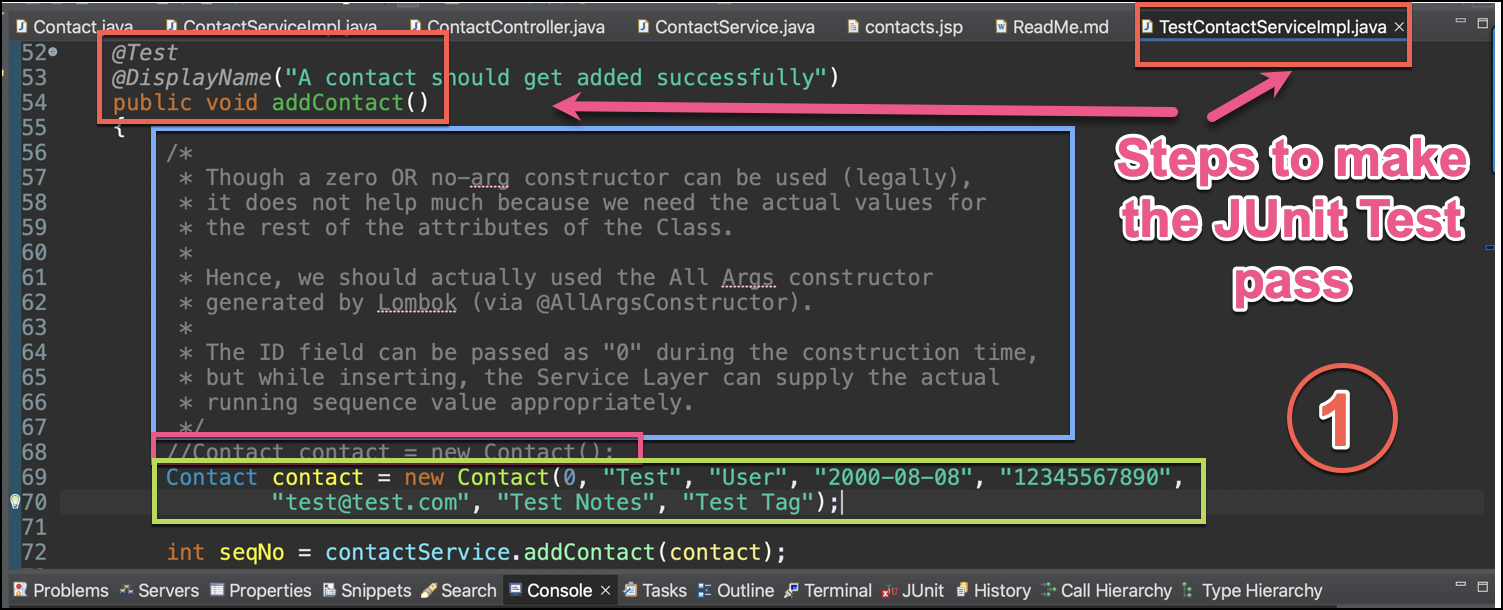 Contact.java ContactServiceImpl.java ContactController.java ContactService.java contacts.jsp ReadMe.md TestContactServiceImpl.java
52 @Test
53 @DisplayName("A contact should get added successfully")
54 public void addContact()
55 {
56 /*
57 * Though a zero OR no-arg constructor can be used (legally),
58 * it does not help much because we need the actual values for
59 * the rest of the attributes of the Class.
60 *
61 * Hence, we should actually used the All Args constructor
62 * generated by Lombok (via @AllArgsConstructor).
63 *
64 * The ID field can be passed as "0" during the construction time,
65 * but while inserting, the Service Layer can supply the actual
66 * running sequence value appropriately.
67 */
68 //Contact contact = new Contact();
69 Contact contact = new Contact(0, "Test", "User", "2000-08-08", "12345567890",
70 "test@test.com", "Test Notes", "Test Tag");
71
72 int seqNo = contactService.addContact(contact);
Steps to make
the JUnit Test
pass
1
Problems Servers Properties Snippets Search Console Tasks Outline Terminal JUnit History Call Hierarchy Type Hierarchy